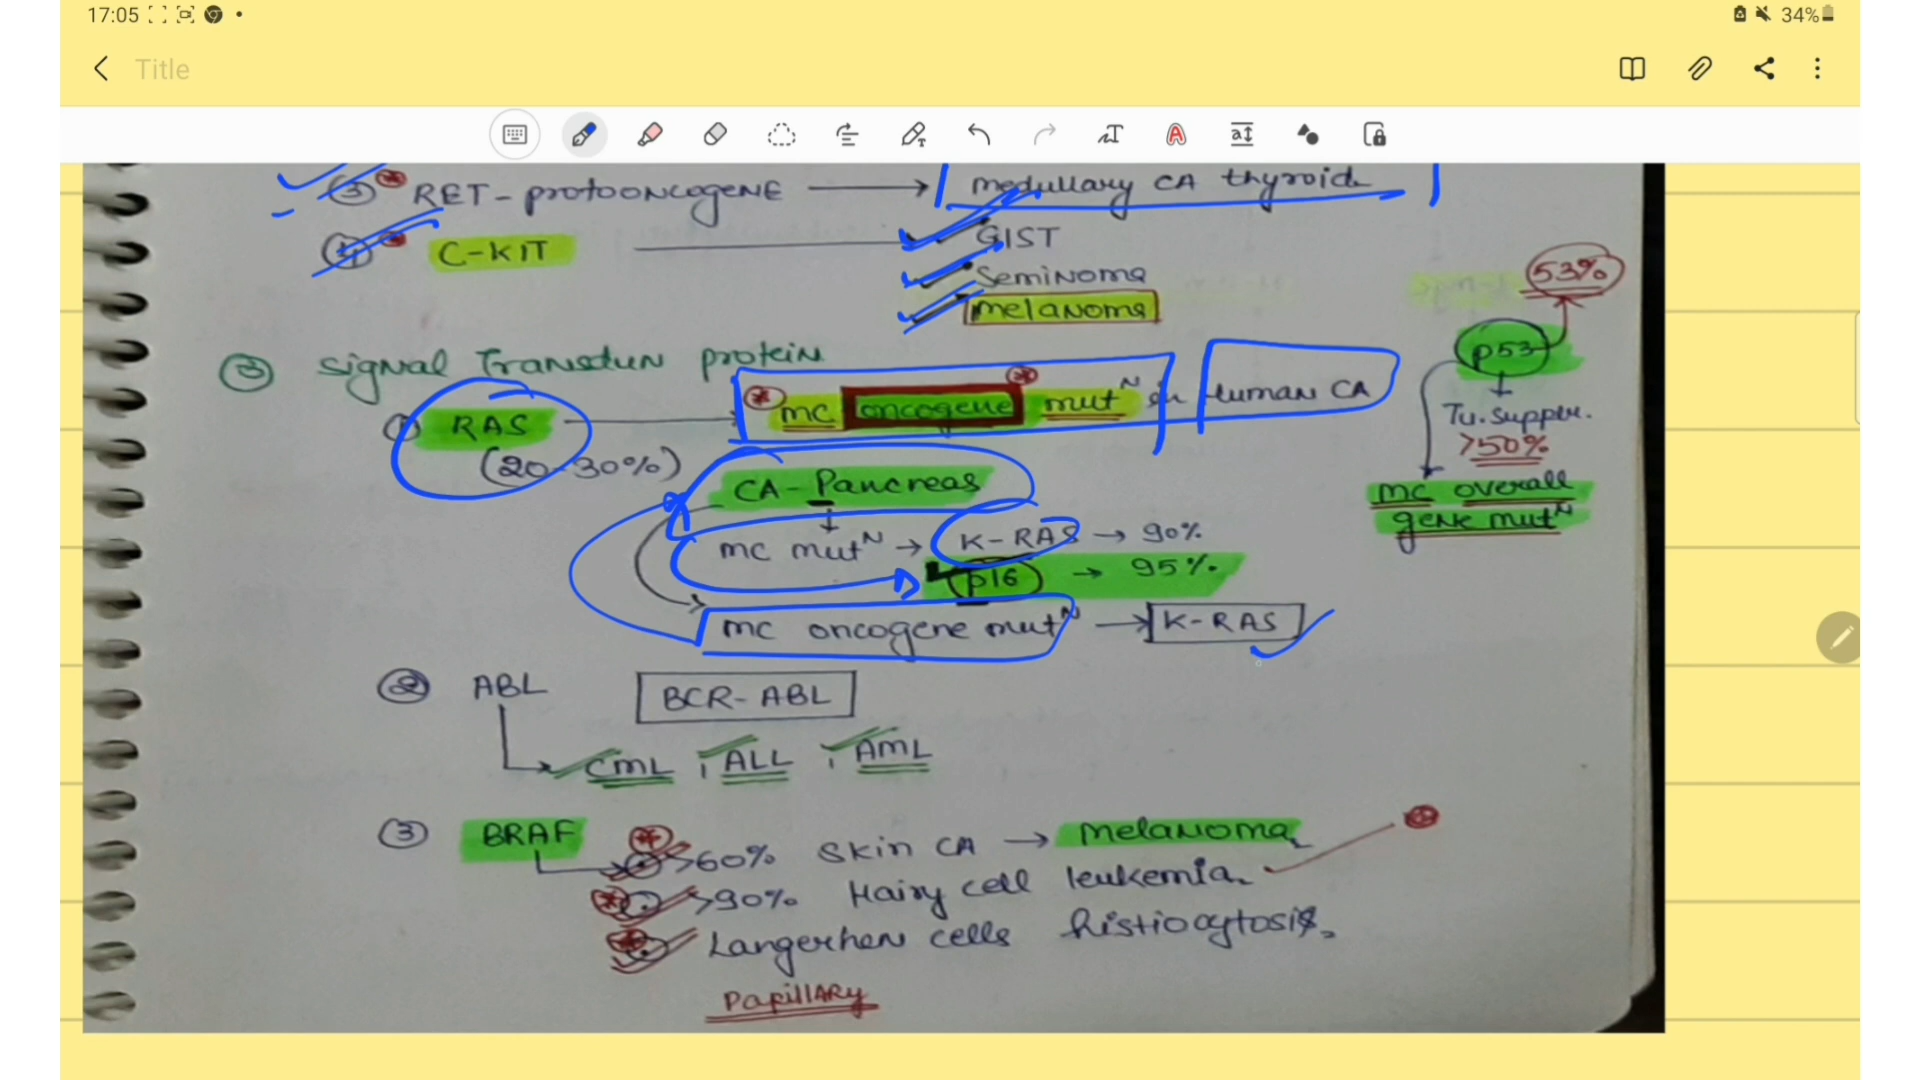 17:05
34%
Title
③ RET-protooncogene → medullary CA thyroid
④ C-KIT GIST
Seminoma
melanoma
53%
p53
Tu. suppr.
>50%
mc overall
gene mutᴺ
③ signal Transdun protein
① RAS mc oncogene mutᴺ in Human CA
(20-30%)
CA-Pancreas
↓
mc mutᴺ → K-RAS → 90%
p16 → 95%
mc oncogene mutᴺ → K-RAS
② ABL BCR-ABL
CML, ALL, AML
③ BRAF >60% Skin CA → melanoma
>90% Hairy cell leukemia
Langerhen cells histiocytosis
PapillARy